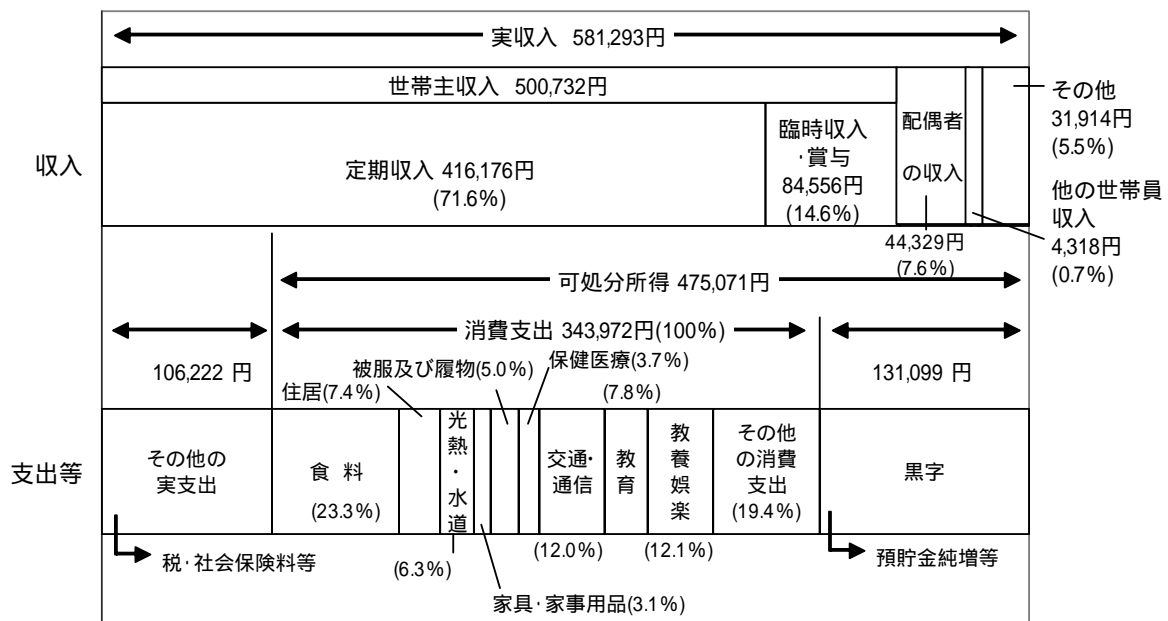 実収入 581,293円
世帯主収入 500,732円
定期収入 416,176円
(71.6%)
臨時収入
・賞与
84,556円
(14.6%)
配偶者
の収入
44,329円
(7.6%)
その他
31,914円
(5.5%)
他の世帯員
収入
4,318円
(0.7%)
収入
可処分所得 475,071円
消費支出 343,972円(100%)
106,222 円
131,099 円
住居(7.4%)
被服及び履物(5.0%)
保健医療(3.7%)
(7.8%)
支出等
その他の
実支出
食 料
(23.3%)
光熱・水道
(6.3%)
交通・
通信
(12.0%)
教育
教養娯楽
(12.1%)
その他
の消費
支出
(19.4%)
黒字
税・社会保険料等
家具・家事用品(3.1%)
預貯金純増等